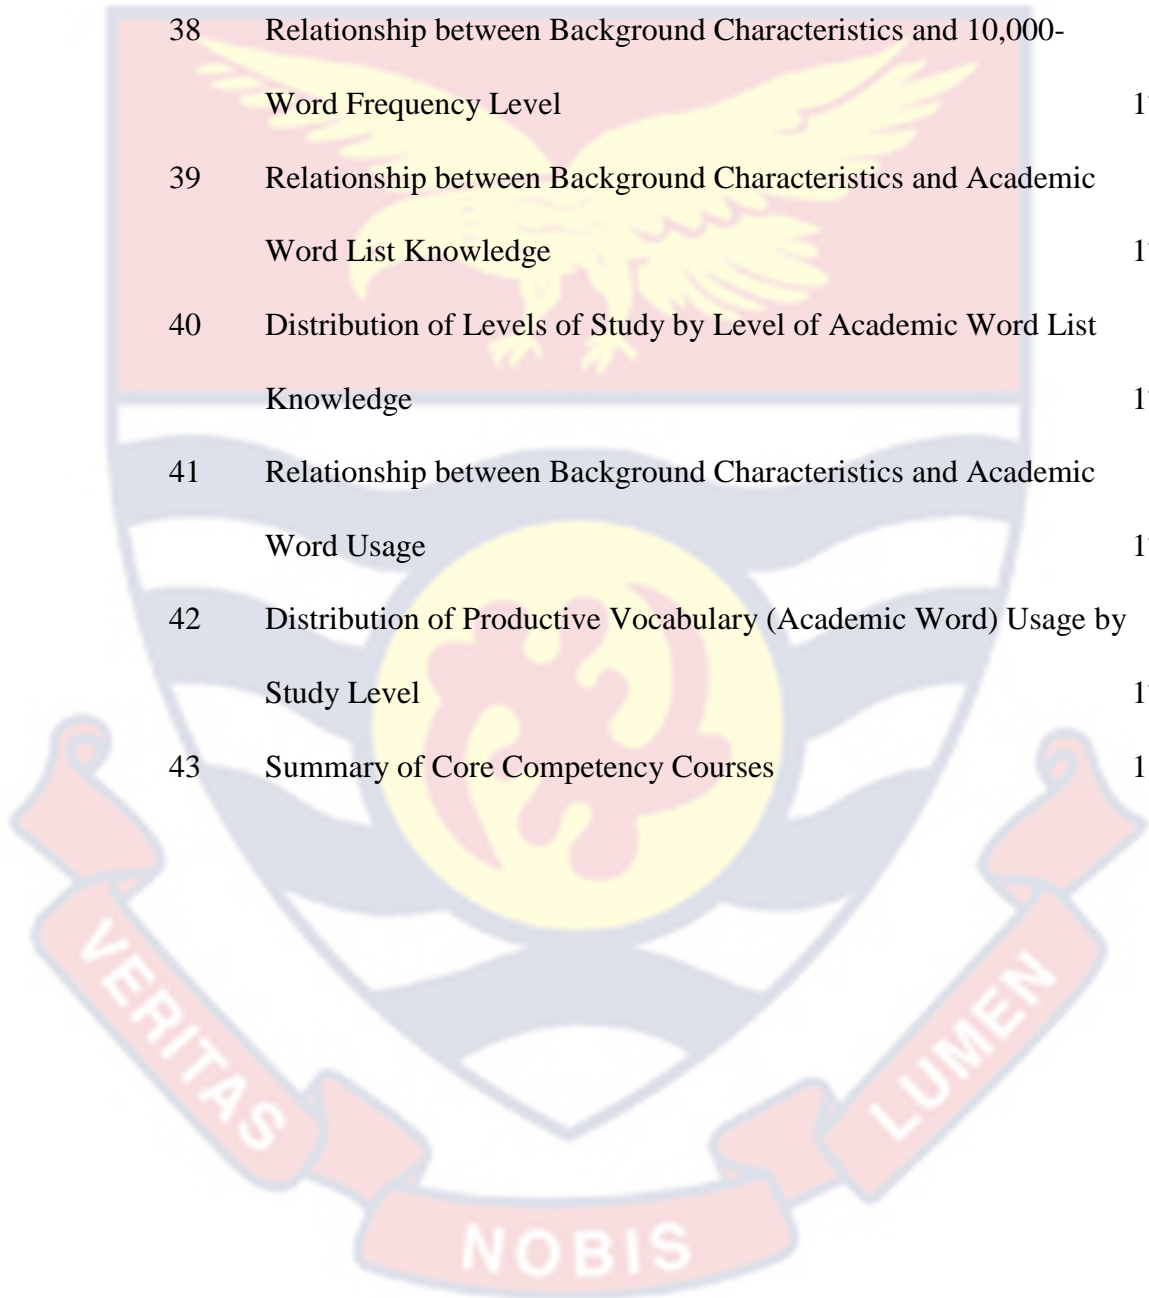 38 Relationship between Background Characteristics and 10,000-
Word Frequency Level
39 Relationship between Background Characteristics and Academic
Word List Knowledge
40 Distribution of Levels of Study by Level of Academic Word List
Knowledge
41 Relationship between Background Characteristics and Academic
Word Usage
42 Distribution of Productive Vocabulary (Academic Word) Usage by
Study Level
43 Summary of Core Competency Courses
VERITAS
NOBIS
LUMEN